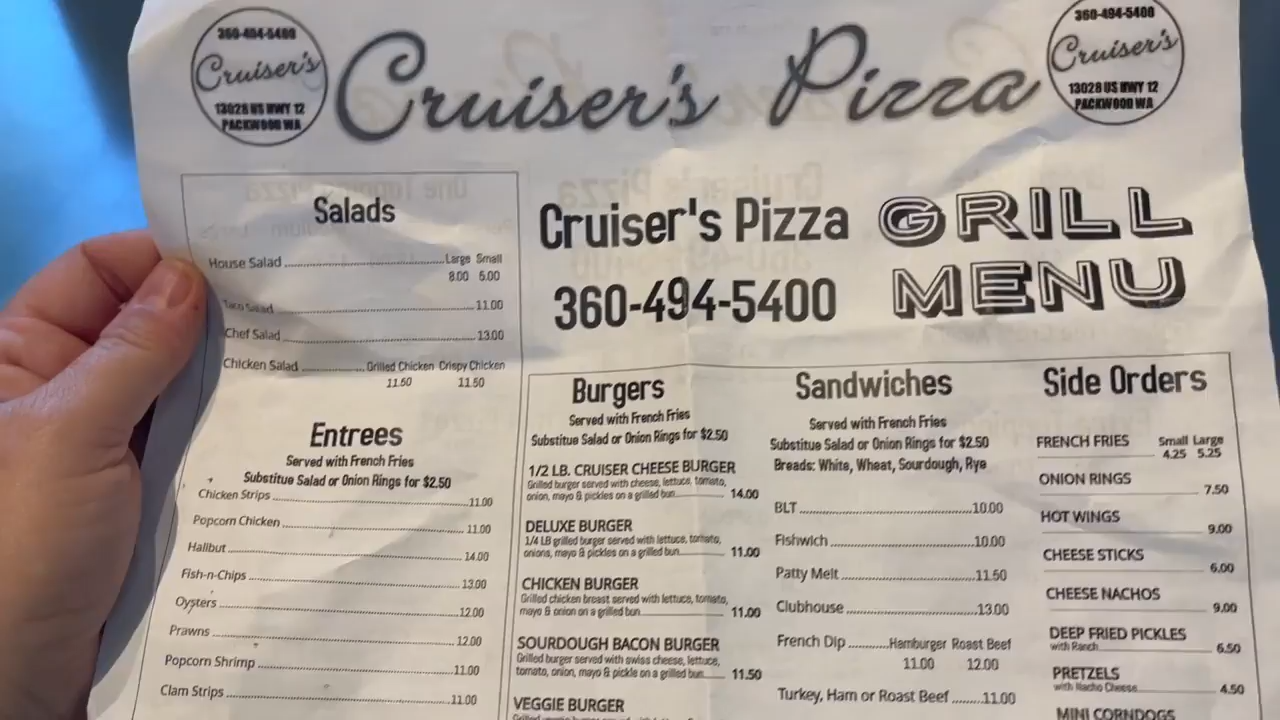 360-494-5400
Cruiser's
13028 US HWY 12
PACKWOOD WA
Cruiser's Pizza
360-494-5400
Cruiser's
13028 US HWY 12
PACKWOOD WA
Salads
House Salad Large Small
8.00 5.00
Taco Salad 11.00
Chef Salad 13.00
Chicken Salad Grilled Chicken Crispy Chicken
11.50 11.50
Entrees
Served with French Fries
Substitute Salad or Onion Rings for $2.50
Chicken Strips 11.00
Popcorn Chicken 11.00
Halibut 14.00
Fish-n-Chips 13.00
Oysters 12.00
Prawns 12.00
Popcorn Shrimp 11.00
Clam Strips 11.00
Cruiser's Pizza
360-494-5400
GRILL
MENU
Burgers
Served with French Fries
Substitue Salad or Onion Rings for $2.50
1/2 LB. CRUISER CHEESE BURGER
Grilled burger served with cheese, lettuce, tomato,
onion, mayo & pickles on a grilled bun 14.00
DELUXE BURGER
1/4 LB grilled burger served with lettuce, tomato,
onions, mayo & pickles on a grilled bun 11.00
CHICKEN BURGER
Grilled chicken breast served with lettuce, tomato,
mayo & onion on a grilled bun 11.00
SOURDOUGH BACON BURGER
Grilled burger served with swiss cheese, lettuce,
tomato, onion, mayo & pickle on a grilled bun 11.50
VEGGIE BURGER
Sandwiches
Served with French Fries
Substitue Salad or Onion Rings for $2.50
Breads: White, Wheat, Sourdough, Rye
BLT 10.00
Fishwich 10.00
Patty Melt 11.50
Clubhouse 13.00
French Dip Hamburger Roast Beef
11.00 12.00
Turkey, Ham or Roast Beef 11.00
Side Orders
FRENCH FRIES Small Large
4.25 5.25
ONION RINGS
7.50
HOT WINGS
9.00
CHEESE STICKS
6.00
CHEESE NACHOS
9.00
DEEP FRIED PICKLES
with Ranch 6.50
PRETZELS
with Nacho Cheese 4.50
MINI CORNDOGS